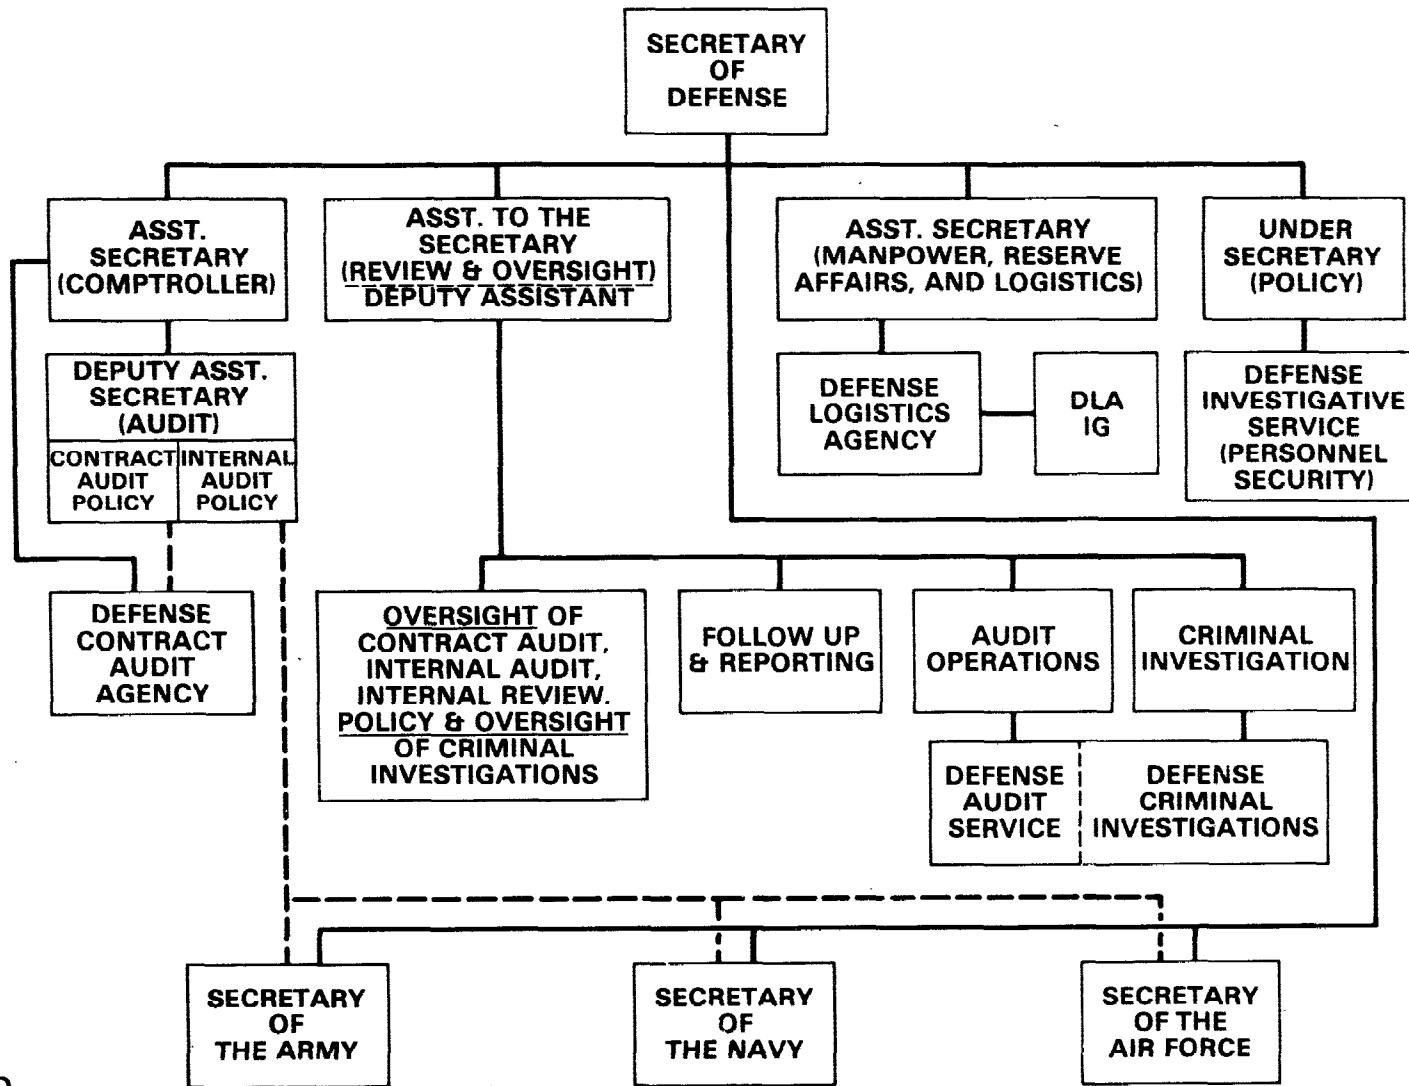 SECRETARY
OF
DEFENSE
ASST.
SECRETARY
(COMPTROLLER)
ASST. TO THE
SECRETARY
(REVIEW & OVERSIGHT)
DEPUTY ASSISTANT
ASST. SECRETARY
(MANPOWER, RESERVE
AFFAIRS, AND LOGISTICS)
UNDER
SECRETARY
(POLICY)
DEPUTY ASST.
SECRETARY
(AUDIT)
CONTRACT
AUDIT
POLICY
INTERNAL
AUDIT
POLICY
DEFENSE
LOGISTICS
AGENCY
DLA
IG
DEFENSE
INVESTIGATIVE
SERVICE
(PERSONNEL
SECURITY)
DEFENSE
CONTRACT
AUDIT
AGENCY
OVERSIGHT OF
CONTRACT AUDIT,
INTERNAL AUDIT,
INTERNAL REVIEW.
POLICY & OVERSIGHT
OF CRIMINAL
INVESTIGATIONS
FOLLOW UP
& REPORTING
AUDIT
OPERATIONS
CRIMINAL
INVESTIGATION
DEFENSE
AUDIT
SERVICE
DEFENSE
CRIMINAL
INVESTIGATIONS
SECRETARY
OF
THE ARMY
SECRETARY
OF
THE NAVY
SECRETARY
OF THE
AIR FORCE